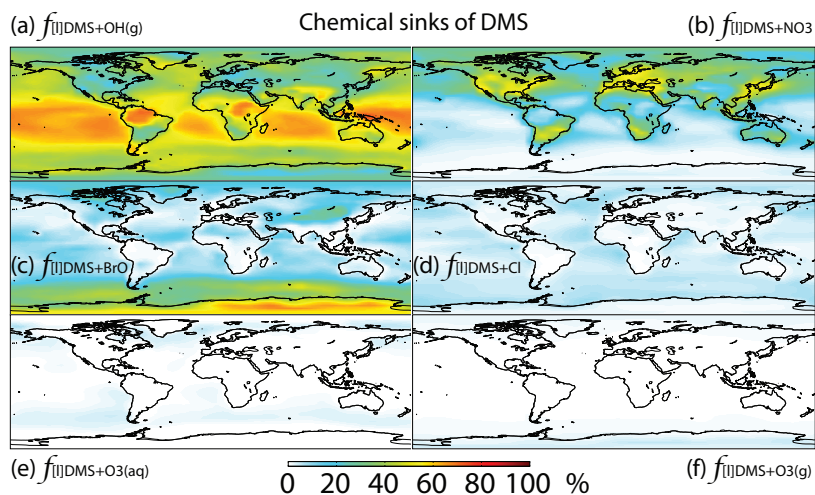 (a) f[l]DMS+OH(g) Chemical sinks of DMS (b) f[l]DMS+NO3
(c) f[l]DMS+BrO (d) f[l]DMS+Cl
(e) f[l]DMS+O3(aq) 0 20 40 60 80 100 % (f) f[l]DMS+O3(g)